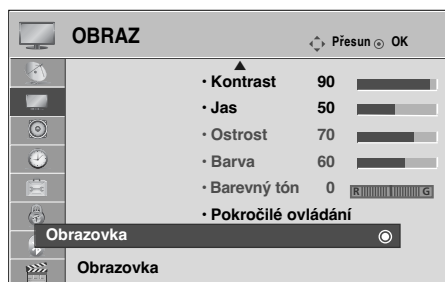 OBRAZ Přesun OK
• Kontrast 90
• Jas 50
• Ostrost 70
• Barva 60
• Barevný tón 0 R G
• Pokročilé ovládání
Obrazovka
Obrazovka